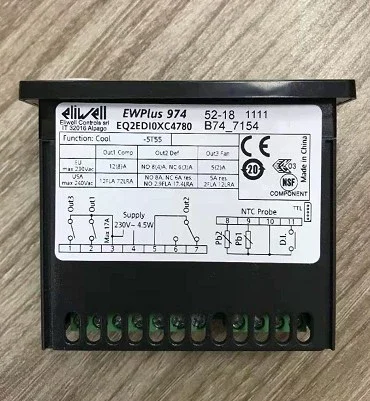 eliwell
EWPlus 974
52-18 1111
Eliwell Controls srl
IT 32016 Alpago
EQ2EDI0XC4780
B74_7154
Function: Cool
-5T55
Out1 Comp
Out2 Def
Out3 Fan
EU
max 230Vac
12(8)A
NO 8(4)A, NC 6(3)A
5(2)A
USA
max 240Vac
12FLA 72LRA
NO 8A, NC 6A res.
NO 2.9FLA 17.4LRA
5A res.
2FLA 12LRA
Made in China
CE
20
03
NSF
COMPONENT
Out3
Out1
Max 17A
Supply
230V~ 4.5W
Out2
1 2 3 4 5 6 7
NTC Probe
TTL
8 9 10 11
Pb2
Pb1
D.I.